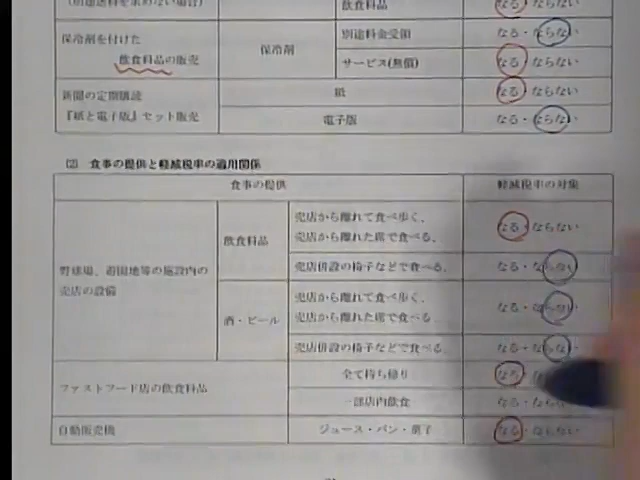 (別途送料を求めない場合)
飲食料品
なる・ならない
保冷剤を付けた
飲食料品の販売
保冷剤
別途料金受領
なる・ならない
サービス(無償)
なる・ならない
新聞の定期購読
『紙と電子版』セット販売
紙
なる・ならない
電子版
なる・ならない
(2) 食事の提供と軽減税率の適用関係
食事の提供
軽減税率の対象
野球場、遊園地等の施設内の
売店の設備
飲食料品
売店から離れて食べ歩く、
売店から離れた席で食べる。
なる・ならない
売店併設の椅子などで食べる。
なる・ならない
酒・ビール
売店から離れて食べ歩く、
売店から離れた席で食べる
なる・ならない
売店併設の椅子などで食べる
なる・ならない
ファストフード店の飲食料品
全て持ち帰り
なる
一部店内飲食
なる・ならない
自動販売機
ジュース・パン・菓子
なる・ならない